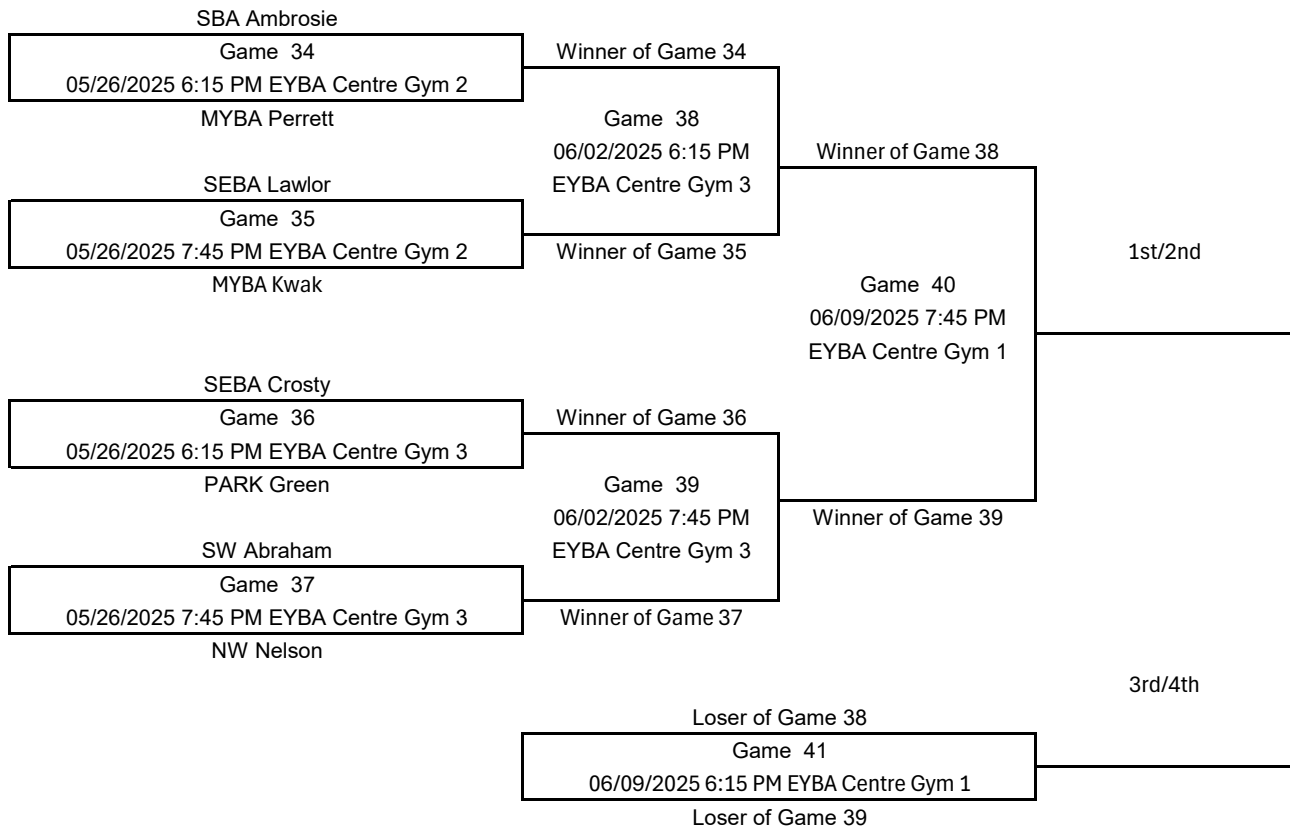 SBA Ambrosie
Game 34
05/26/2025 6:15 PM EYBA Centre Gym 2
MYBA Perrett
SEBA Lawlor
Game 35
05/26/2025 7:45 PM EYBA Centre Gym 2
MYBA Kwak
SEBA Crosty
Game 36
05/26/2025 6:15 PM EYBA Centre Gym 3
PARK Green
SW Abraham
Game 37
05/26/2025 7:45 PM EYBA Centre Gym 3
NW Nelson
Winner of Game 34
Game 38
06/02/2025 6:15 PM
EYBA Centre Gym 3
Winner of Game 35
Winner of Game 36
Game 39
06/02/2025 7:45 PM
EYBA Centre Gym 3
Winner of Game 37
Winner of Game 38
Game 40
06/09/2025 7:45 PM
EYBA Centre Gym 1
Winner of Game 39
1st/2nd
Loser of Game 38
Game 41
06/09/2025 6:15 PM EYBA Centre Gym 1
Loser of Game 39
3rd/4th